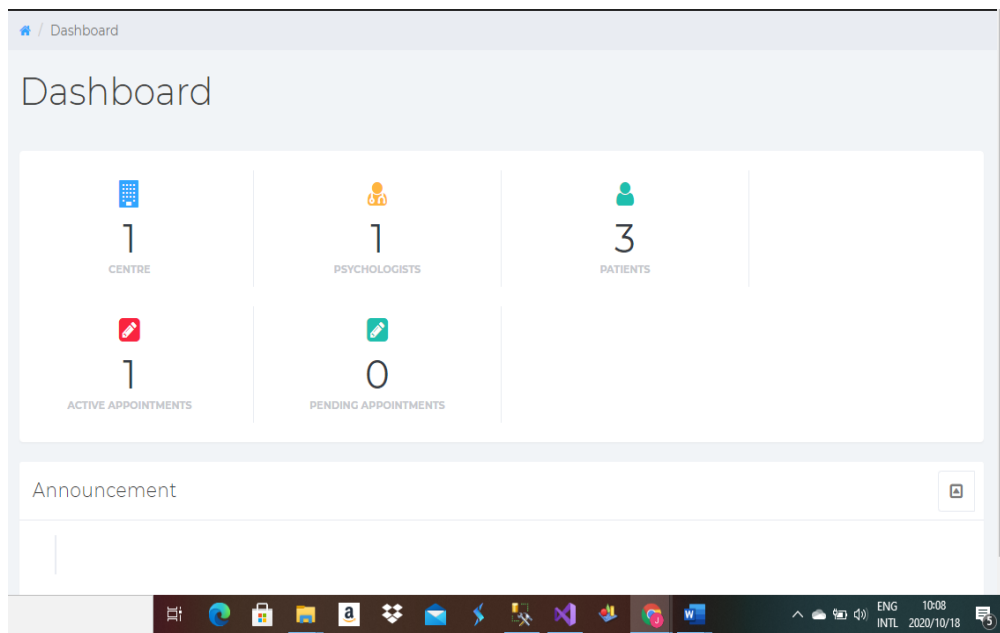 / Dashboard
Dashboard
1
CENTRE
1
PSYCHOLOGISTS
3
PATIENTS
1
ACTIVE APPOINTMENTS
0
PENDING APPOINTMENTS
Announcement
a
ENG
INTL
10:08
2020/10/18
5